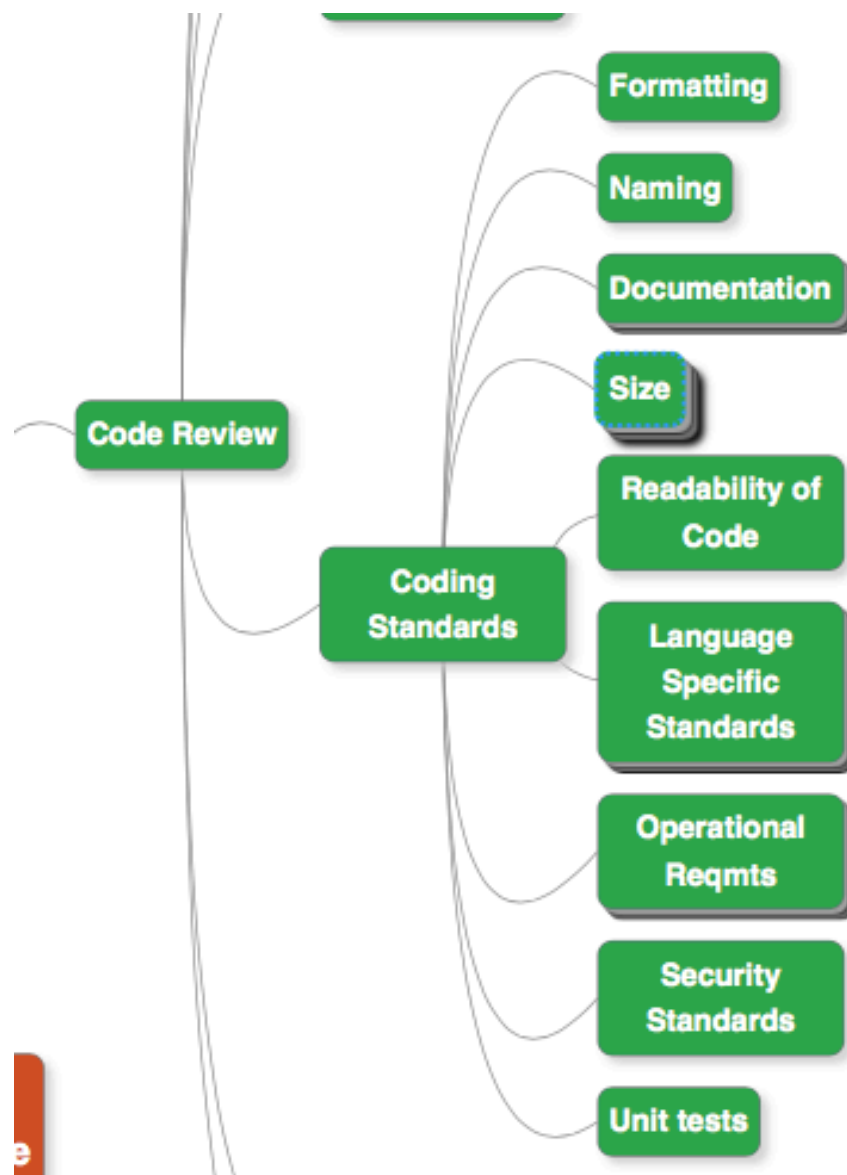 Formatting
Naming
Documentation
Size
Code Review
Readability of
Code
Coding
Standards
Language
Specific
Standards
Operational
Reqmts
Security
Standards
Unit tests
e